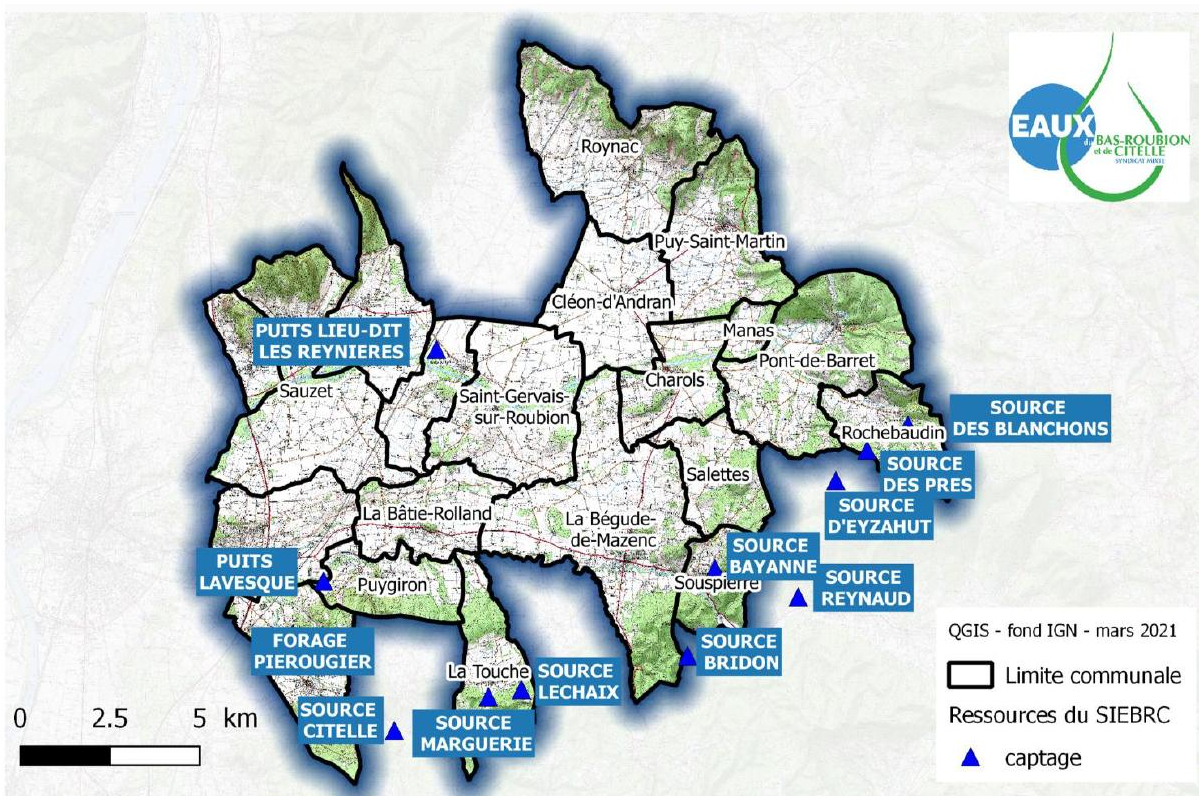 EAUX
du BAS-ROUBION
et de CITELLE
SYNDICAT MIXTE
Roynac
Puy-Saint-Martin
Cléon-d'Andran
Manas
PUITS LIEU-DIT
LES REYNIERES
Pont-de-Barret
Sauzet
Charols
Saint-Gervais-
sur-Roubion
SOURCE
DES BLANCHONS
Rochebaudin
SOURCE
DES PRES
Salettes
SOURCE
D'EYZAHUT
La Bâtie-Rolland
La Bégude-
de-Mazenc
SOURCE
BAYANNE
PUITS
LAVESQUE
Puygiron
Souspierre
SOURCE
REYNAUD
FORAGE
PIEROUGIER
SOURCE
BRIDON
La Touche
SOURCE
LECHAIX
SOURCE
CITELLE
SOURCE
MARGUERIE
0 2.5 5 km
QGIS - fond IGN - mars 2021
Limite communale
Ressources du SIEBRC
captage